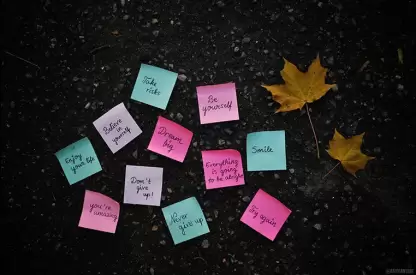 Take
risks
Be
yourself
Believe
in
yourself
Dream
big
Smile
Enjoy
your life
Everything
is going
to be alright
Don't
give
up!
you're
amazing
Never
give up
Try again